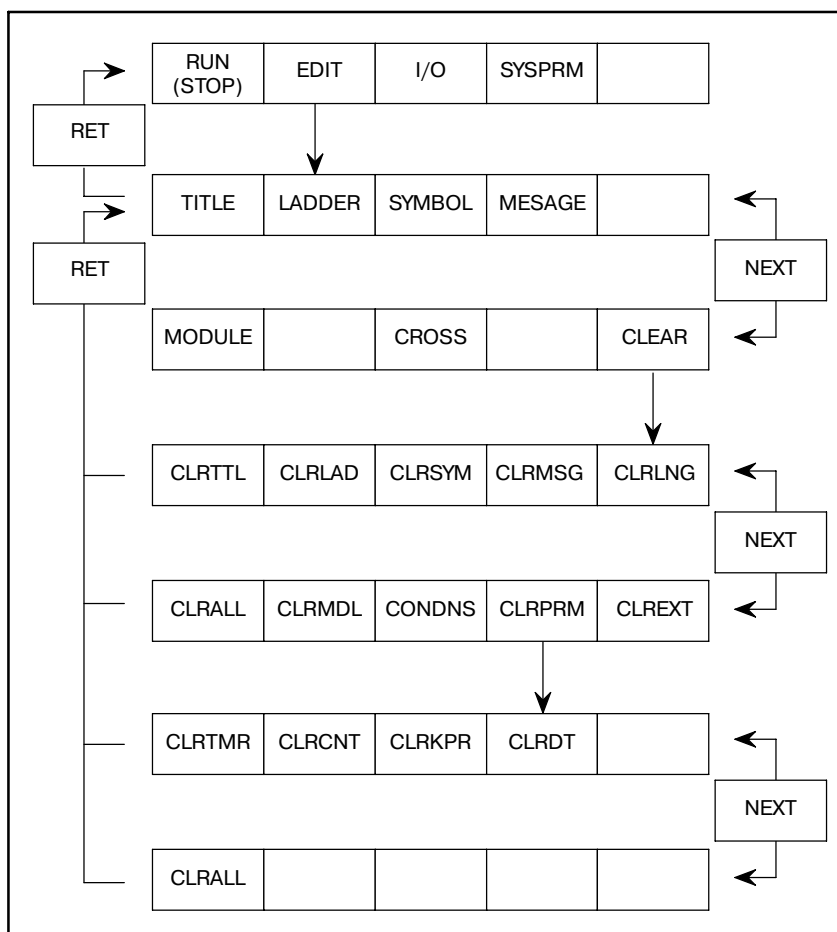 RUN
(STOP)
EDIT
I/O
SYSPRM
RET
TITLE
LADDER
SYMBOL
MESAGE
RET
NEXT
MODULE
CROSS
CLEAR
CLRTTL
CLRLAD
CLRSYM
CLRMSG
CLRLNG
NEXT
CLRALL
CLRMDL
CONDNS
CLRPRM
CLREXT
CLRTMR
CLRCNT
CLRKPR
CLRDT
NEXT
CLRALL